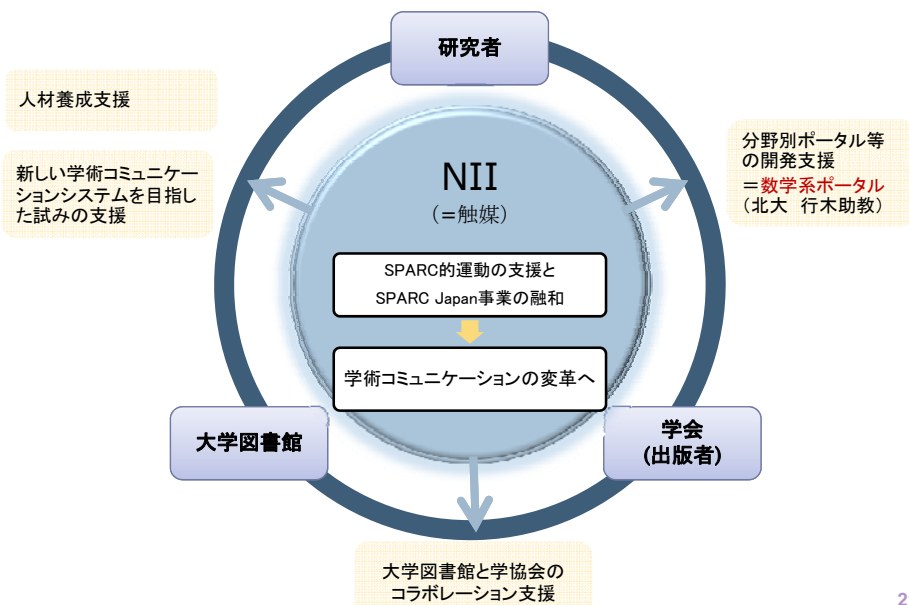 研究者
人材養成支援
新しい学術コミュニケー
ションシステムを目指し
た試みの支援
NII
(=触媒)
SPARC的運動の支援と
SPARC Japan事業の融和
学術コミュニケーションの変革へ
分野別ポータル等
の開発支援
=数学系ポータル
(北大 行木助教)
大学図書館
学会
(出版者)
大学図書館と学協会の
コラボレーション支援
2